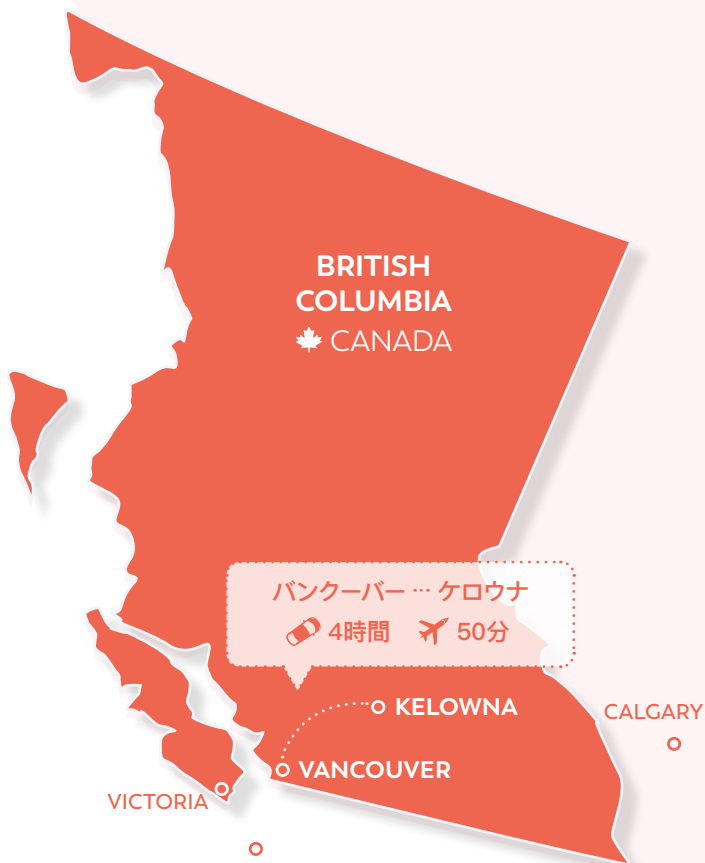 BRITISH
COLUMBIA
CANADA
バンクーバー … ケロウナ
4時間 50分
KELOWNA
CALGARY
VANCOUVER
VICTORIA